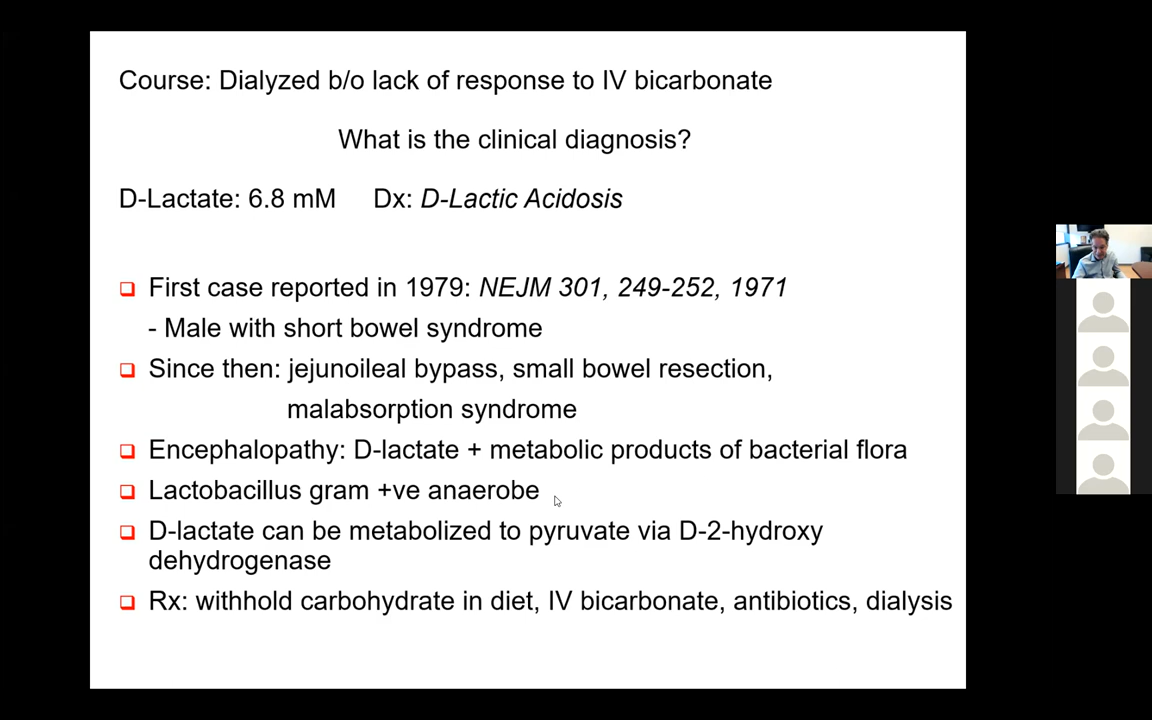 Course: Dialyzed b/o lack of response to IV bicarbonate
What is the clinical diagnosis?
D-Lactate: 6.8 mM Dx: D-Lactic Acidosis
First case reported in 1979: NEJM 301, 249-252, 1971
- Male with short bowel syndrome
Since then: jejunoileal bypass, small bowel resection,
malabsorption syndrome
Encephalopathy: D-lactate + metabolic products of bacterial flora
Lactobacillus gram +ve anaerobe
D-lactate can be metabolized to pyruvate via D-2-hydroxy
dehydrogenase
Rx: withhold carbohydrate in diet, IV bicarbonate, antibiotics, dialysis